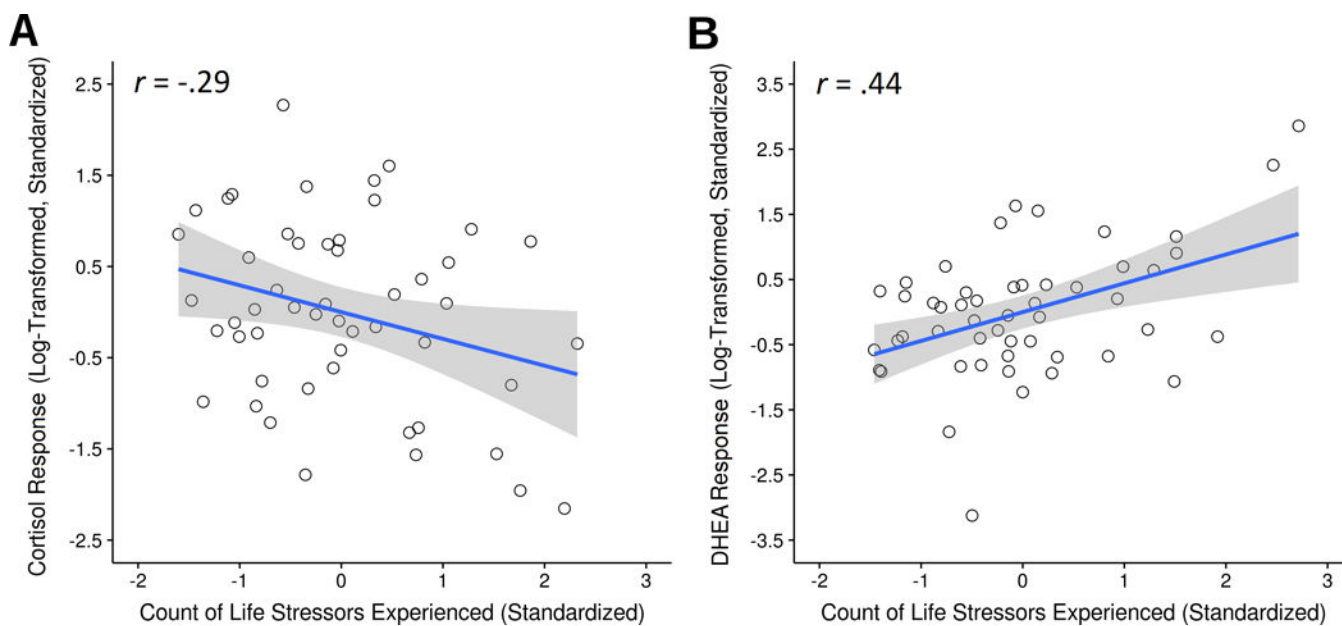 A
r = -.29
Cortisol Response (Log-Transformed, Standardized)
2.5
1.5
0.5
-0.5
-1.5
-2.5
-2 -1 0 1 2 3
Count of Life Stressors Experienced (Standardized)
B
r = .44
DHEA Response (Log-Transformed, Standardized)
3.5
2.5
1.5
0.5
-0.5
-1.5
-2.5
-3.5
-2 -1 0 1 2 3
Count of Life Stressors Experienced (Standardized)